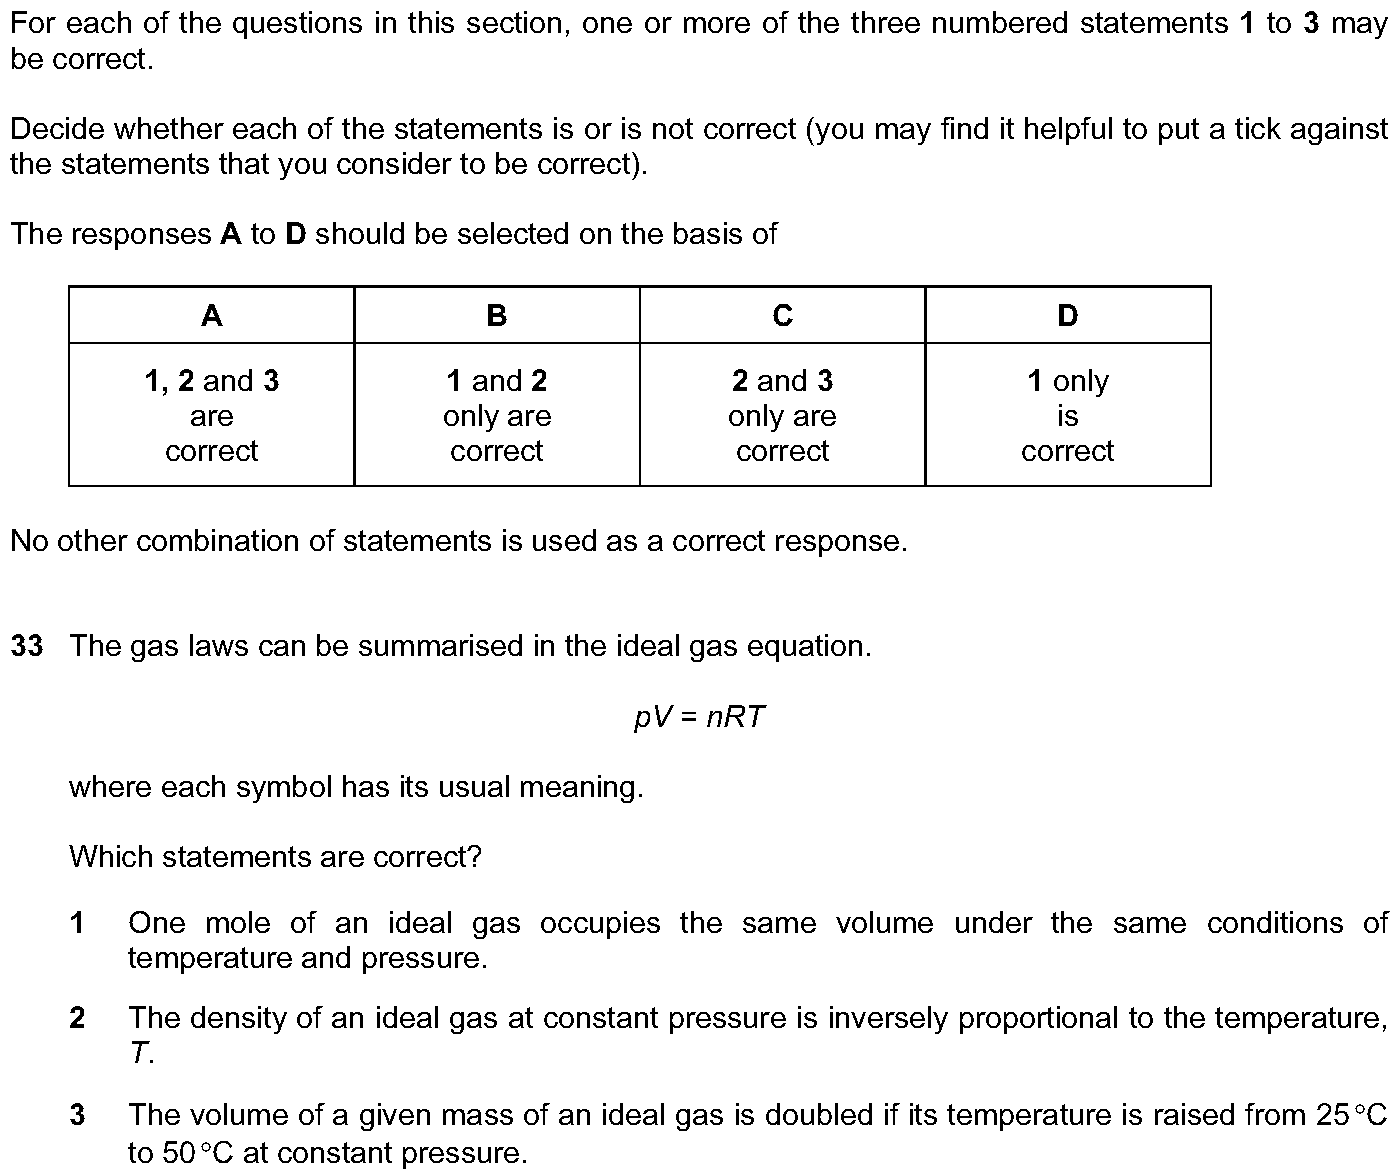 For each of the questions in this section, one or more of the three numbered statements 1 to 3 may
be correct.
Decide whether each of the statements is or is not correct (you may find it helpful to put a tick against
the statements that you consider to be correct).
The responses A to D should be selected on the basis of
A B C D
1, 2 and 3 1 and 2 2 and 3 1 only
are only are only are is
correct correct correct correct
No other combination of statements is used as a correct response.
33 The gas laws can be summarised in the ideal gas equation.
pV = nRT
where each symbol has its usual meaning.
Which statements are correct?
1 One mole of an ideal gas occupies the same volume under the same conditions of
temperature and pressure.
2 The density of an ideal gas at constant pressure is inversely proportional to the temperature,
T.
3 The volume of a given mass of an ideal gas is doubled if its temperature is raised from 25 °C
to 50 °C at constant pressure.